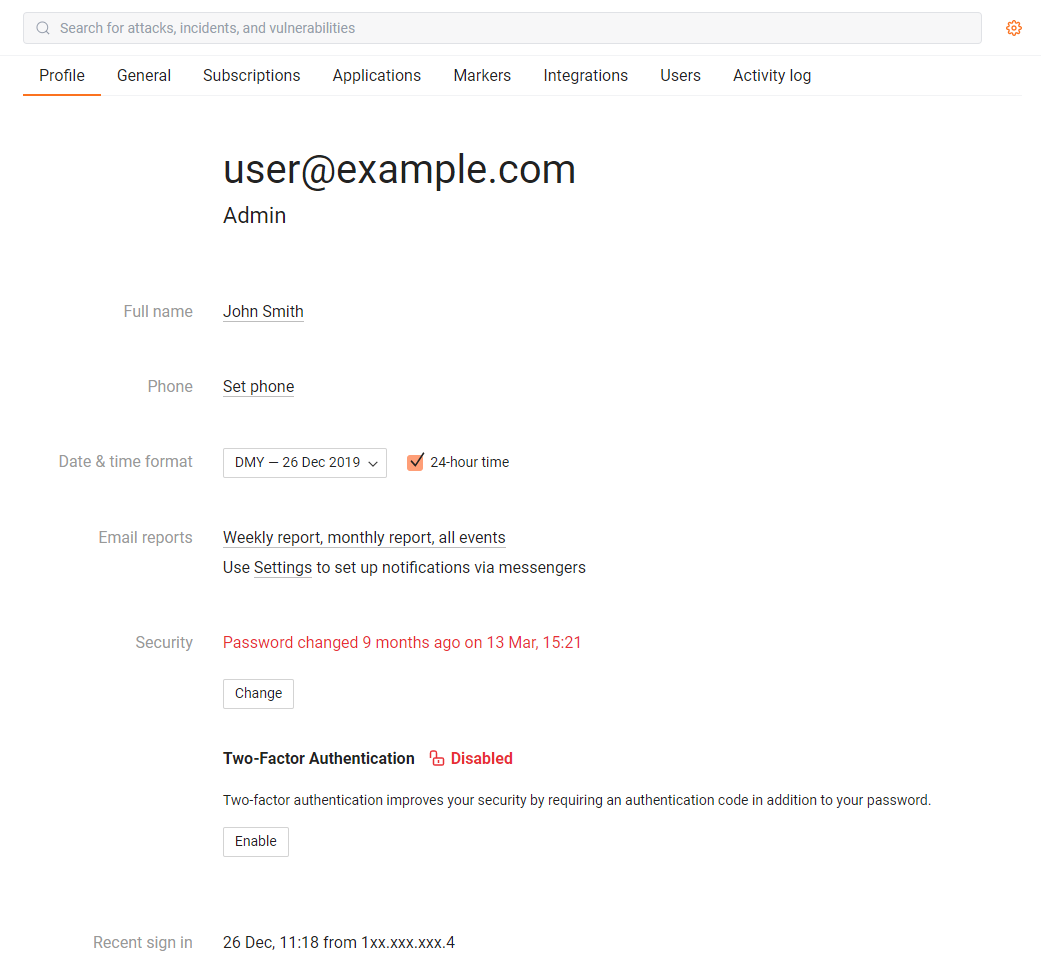 Search for attacks, incidents, and vulnerabilities
Profile General Subscriptions Applications Markers Integrations Users Activity log
user@example.com
Admin
Full name John Smith
Phone Set phone
Date & time format DMY — 26 Dec 2019 24-hour time
Email reports Weekly report, monthly report, all events
Use Settings to set up notifications via messengers
Security Password changed 9 months ago on 13 Mar, 15:21
Change
Two-Factor Authentication Disabled
Two-factor authentication improves your security by requiring an authentication code in addition to your password.
Enable
Recent sign in 26 Dec, 11:18 from 1xx.xxx.xxx.4